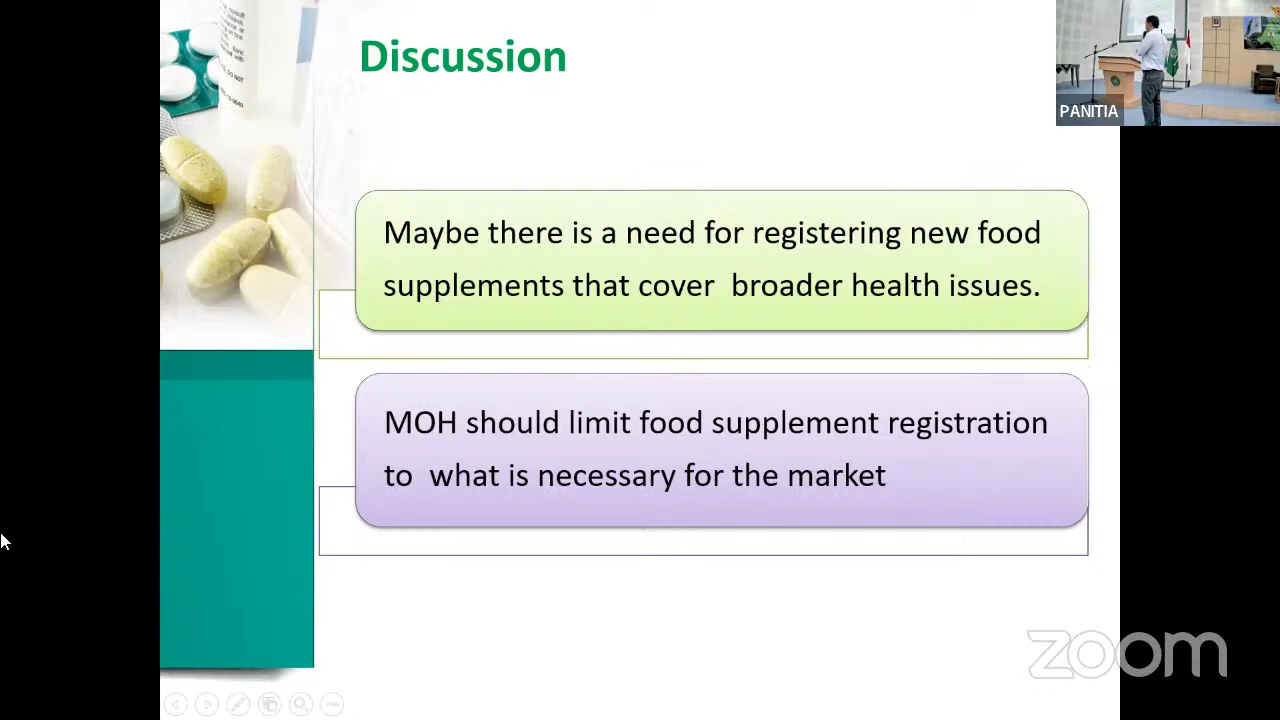 Discussion
PANITIA
Maybe there is a need for registering new food
supplements that cover  broader health issues.
MOH should limit food supplement registration
to  what is necessary for the market
zoom